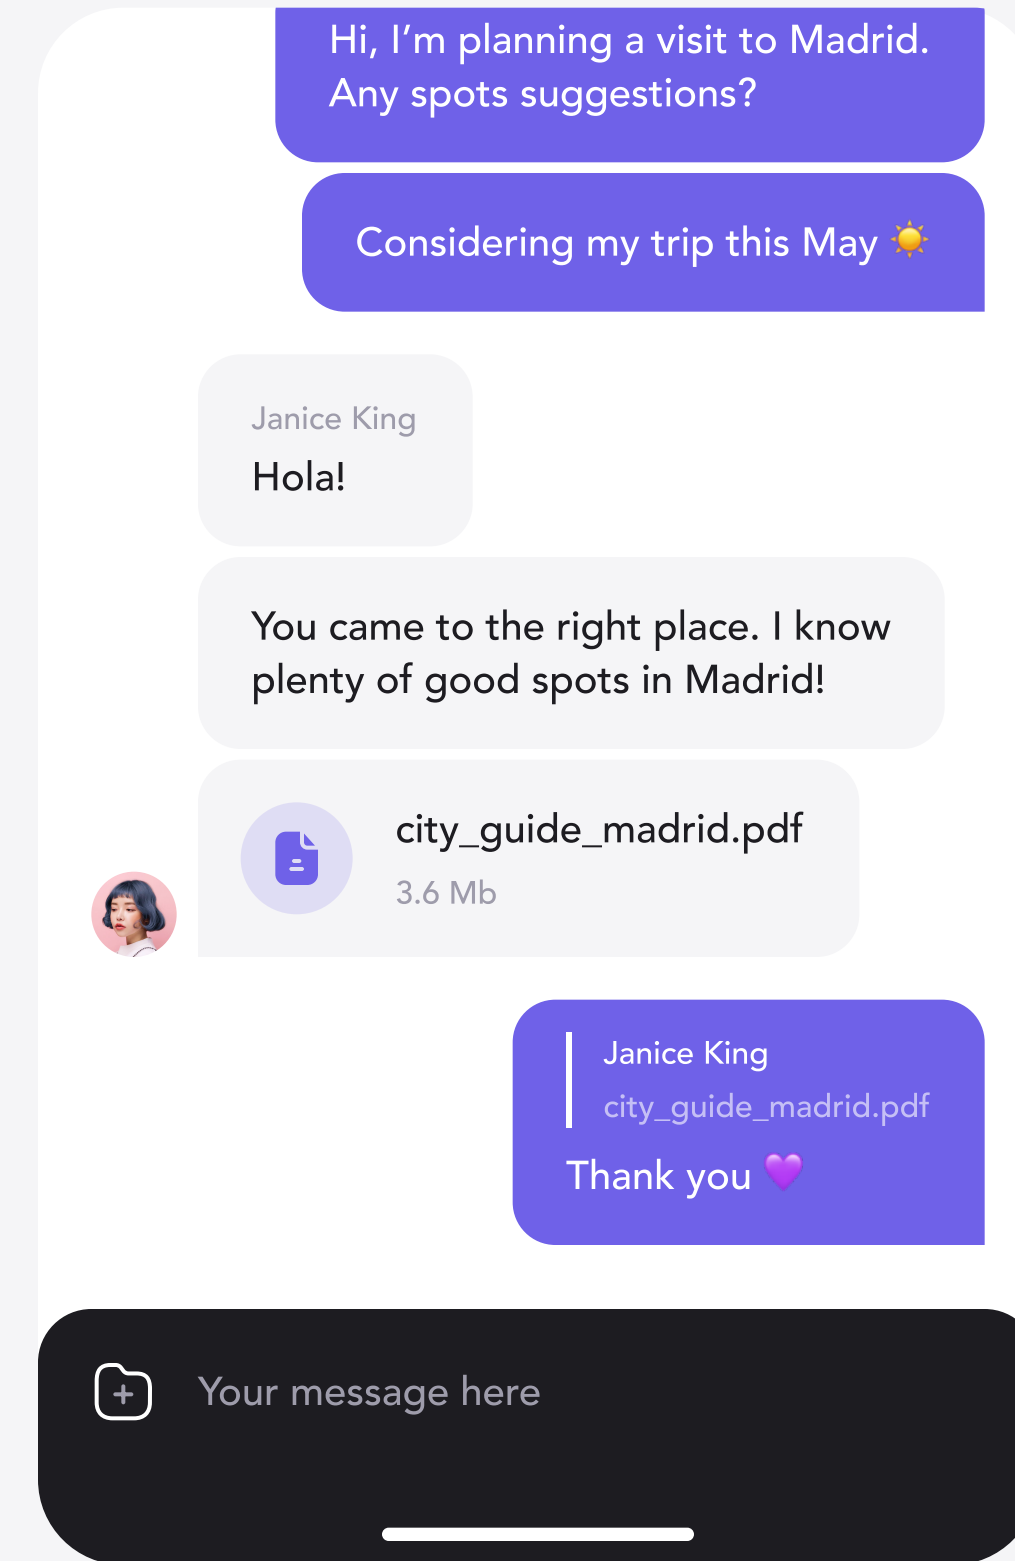 Hi, I’m planning a visit to Madrid.
Any spots suggestions?
Considering my trip this May ☀️
Janice King
Hola!
You came to the right place. I know
plenty of good spots in Madrid!
city_guide_madrid.pdf
3.6 Mb
Janice King
city_guide_madrid.pdf
Thank you 💜
Your message here